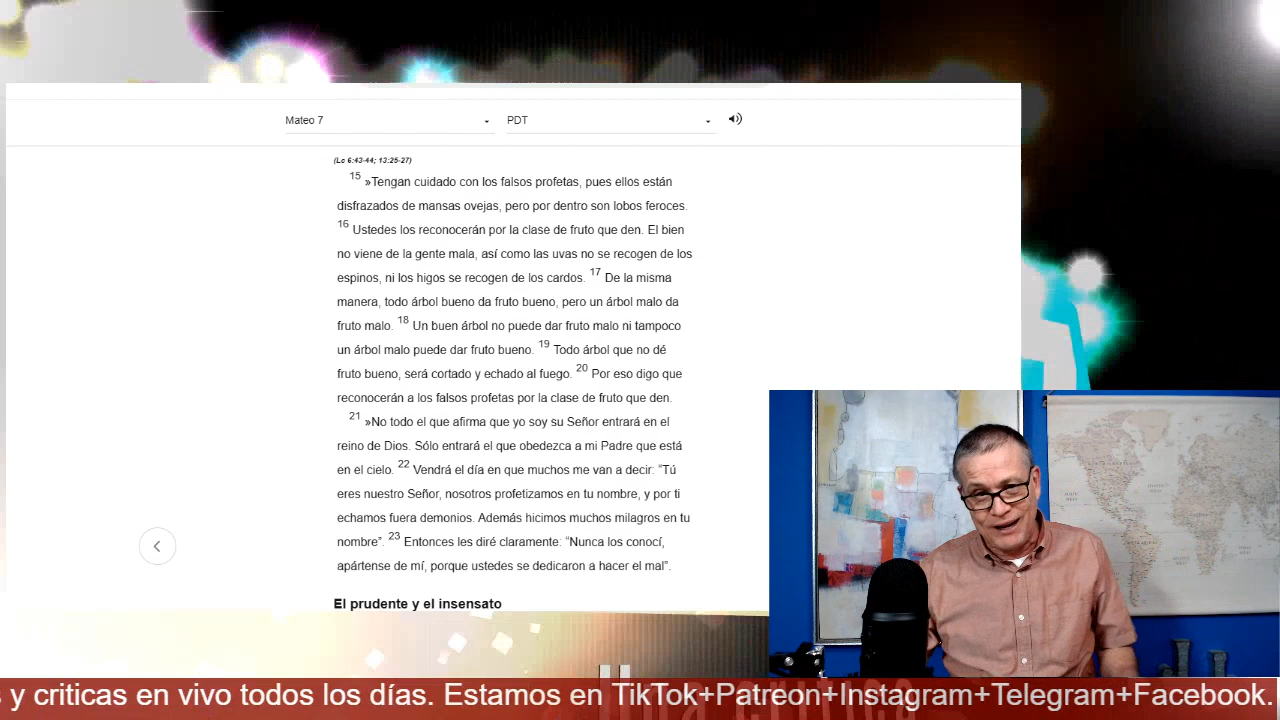 Mateo 7
PDT
(Lc 6:43-44; 13:25-27)
15 »Tengan cuidado con los falsos profetas, pues ellos están
disfrazados de mansas ovejas, pero por dentro son lobos feroces.
16 Ustedes los reconocerán por la clase de fruto que den. El bien
no viene de la gente mala, así como las uvas no se recogen de los
espinos, ni los higos se recogen de los cardos. 17 De la misma
manera, todo árbol bueno da fruto bueno, pero un árbol malo da
fruto malo. 18 Un buen árbol no puede dar fruto malo ni tampoco
un árbol malo puede dar fruto bueno. 19 Todo árbol que no dé
fruto bueno, será cortado y echado al fuego. 20 Por eso digo que
reconocerán a los falsos profetas por la clase de fruto que den.
21 »No todo el que afirma que yo soy su Señor entrará en el
reino de Dios. Sólo entrará el que obedezca a mi Padre que está
en el cielo. 22 Vendrá el día en que muchos me van a decir: “Tú
eres nuestro Señor, nosotros profetizamos en tu nombre, y por ti
echamos fuera demonios. Además hicimos muchos milagros en tu
nombre”. 23 Entonces les diré claramente: “Nunca los conocí,
apártense de mí, porque ustedes se dedicaron a hacer el mal”.
El prudente y el insensato
s y criticas en vivo todos los días. Estamos en TikTok+Patreon+Instagram+Telegram+Facebook.